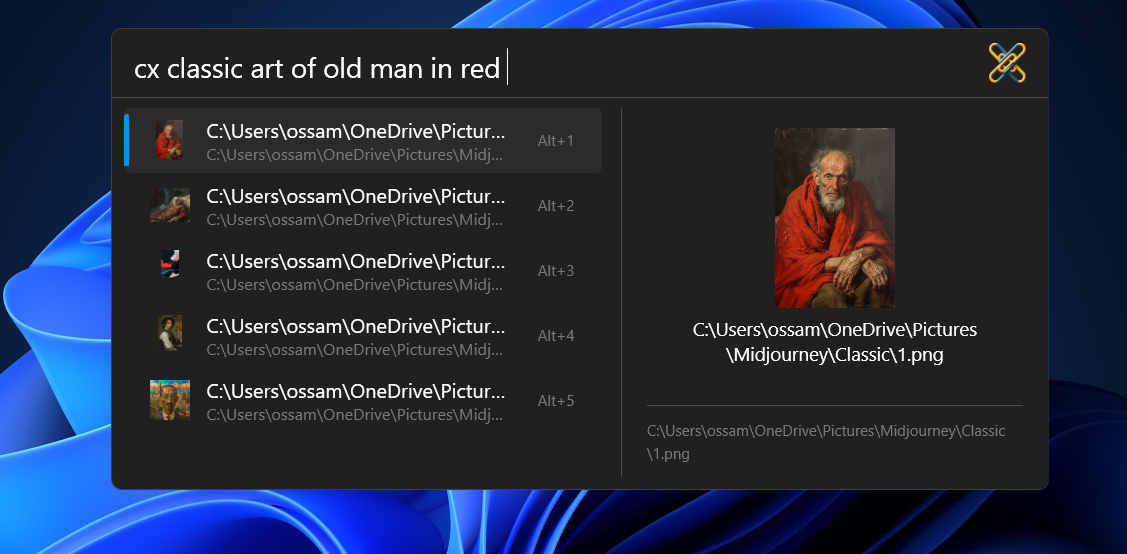 cx classic art of old man in red
C:\Users\ossam\OneDrive\Pictur...
C:\Users\ossam\OneDrive\Pictures\Midj...
Alt+1
C:\Users\ossam\OneDrive\Pictur...
C:\Users\ossam\OneDrive\Pictures\Midj...
Alt+2
C:\Users\ossam\OneDrive\Pictur...
C:\Users\ossam\OneDrive\Pictures\Midj...
Alt+3
C:\Users\ossam\OneDrive\Pictur...
C:\Users\ossam\OneDrive\Pictures\Midj...
Alt+4
C:\Users\ossam\OneDrive\Pictur...
C:\Users\ossam\OneDrive\Pictures\Midj...
Alt+5
C:\Users\ossam\OneDrive\Pictures
\Midjourney\Classic\1.png
C:\Users\ossam\OneDrive\Pictures\Midjourney\Classic
\1.png